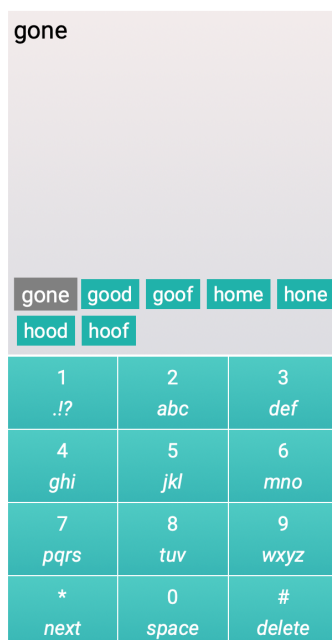 gone
gone good goof home hone
hood hoof
1 2 3
.!? abc def
4 5 6
ghi jkl mno
7 8 9
pqrs tuv wxyz
* 0 #
next space delete